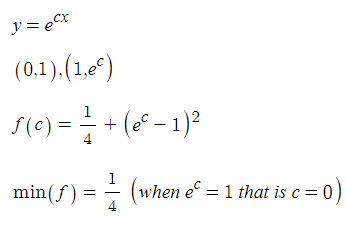 y = e^{cx}
(0,1),(1,e^c)
f(c) = 1/4 + (e^c − 1)^2
min(f) = 1/4 (when e^c = 1 that is c = 0)